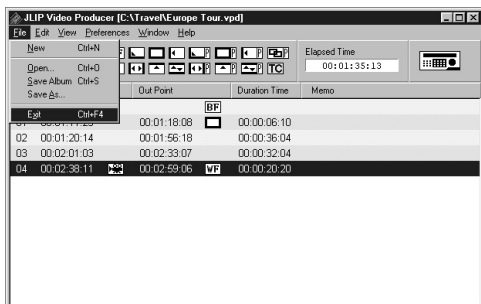 JLIP Video Producer [C:\Travel\Europe Tour.vpd]
File Edit View Preferences Window Help
New Ctrl+N
Open... Ctrl+O
Save Album Ctrl+S
Save As...
Exit Ctrl+F4
P P P P
P P P TC
Elapsed Time
00:01:35:13
Out Point Duration Time Memo
BF
00:01:18:08 00:00:06:10
02 00:01:20:14 00:01:56:18 00:00:36:04
03 00:02:01:03 00:02:33:07 00:00:32:04
04 00:02:38:11 00:02:59:06 WF 00:00:20:20